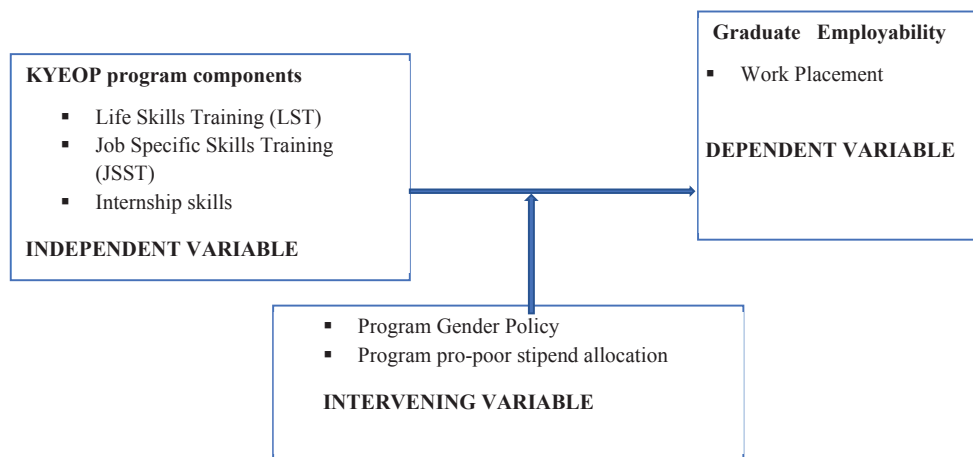 KYEOP program components
▪ Life Skills Training (LST)
▪ Job Specific Skills Training
(JSST)
▪ Internship skills
INDEPENDENT VARIABLE
Graduate Employability
▪ Work Placement
DEPENDENT VARIABLE
▪ Program Gender Policy
▪ Program pro-poor stipend allocation
INTERVENING VARIABLE